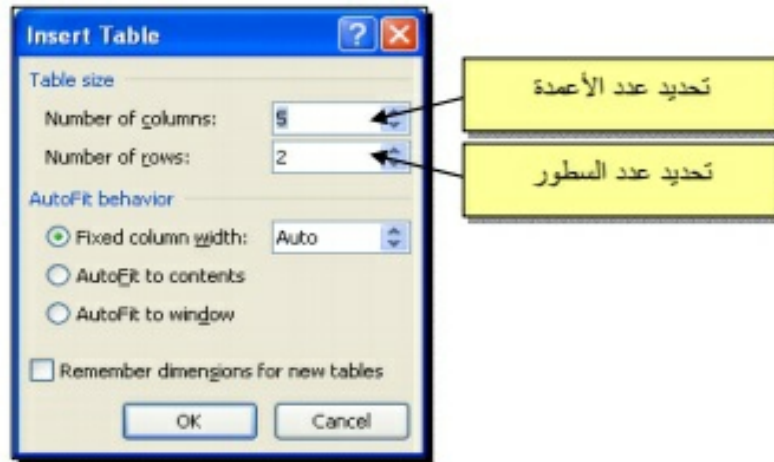 Insert Table
Table size
Number of columns: 5
تحديد عدد الأعمدة
Number of rows: 2
تحديد عدد السطور
AutoFit behavior
Fixed column width: Auto
AutoFit to contents
AutoFit to window
Remember dimensions for new tables
OK Cancel